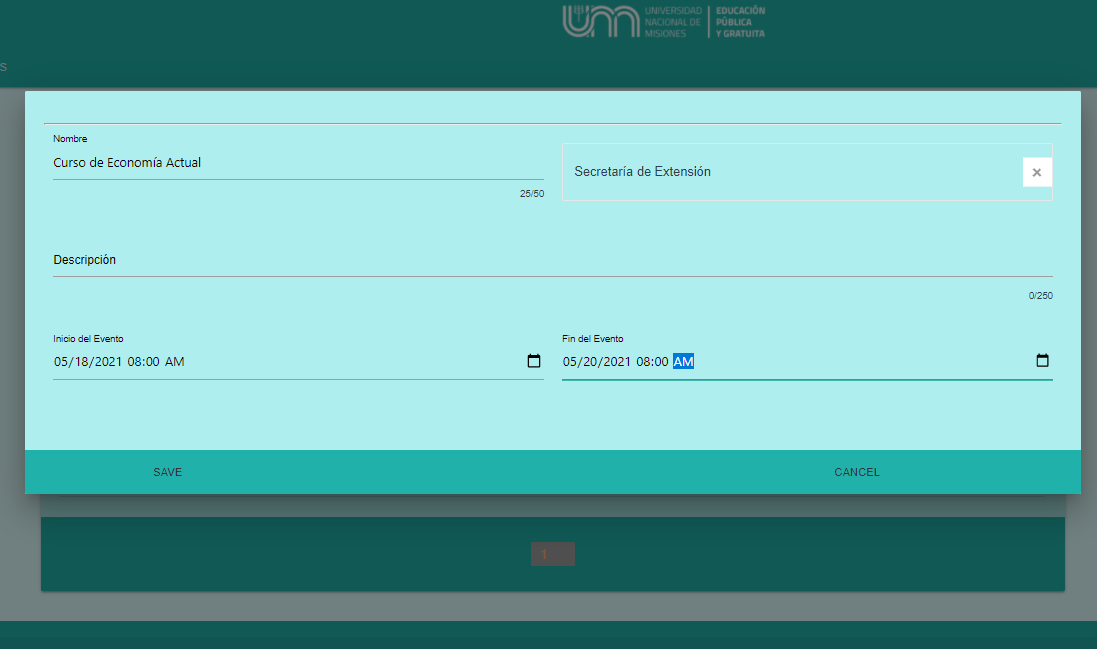 UNIVERSIDAD
NACIONAL DE
MISIONES
EDUCACIÓN
PÚBLICA
Y GRATUITA
S
Nombre
Curso de Economía Actual
25/50
Secretaría de Extensión
×
Descripción
0/250
Inicio del Evento
05/18/2021 08:00 AM
Fin del Evento
05/20/2021 08:00 AM
SAVE
CANCEL
1